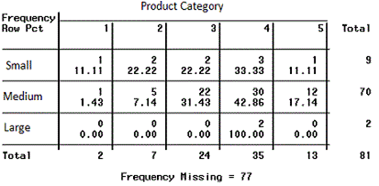 Product Category
Frequency
Row Pct 1 2 3 4 5 Total
Small 1 2 2 3 1 9
11.11 22.22 22.22 33.33 11.11
Medium 1 5 22 30 12 70
1.43 7.14 31.43 42.86 17.14
Large 0 0 0 2 0 2
0.00 0.00 0.00 100.00 0.00
Total 2 7 24 35 13 81
Frequency Missing = 77